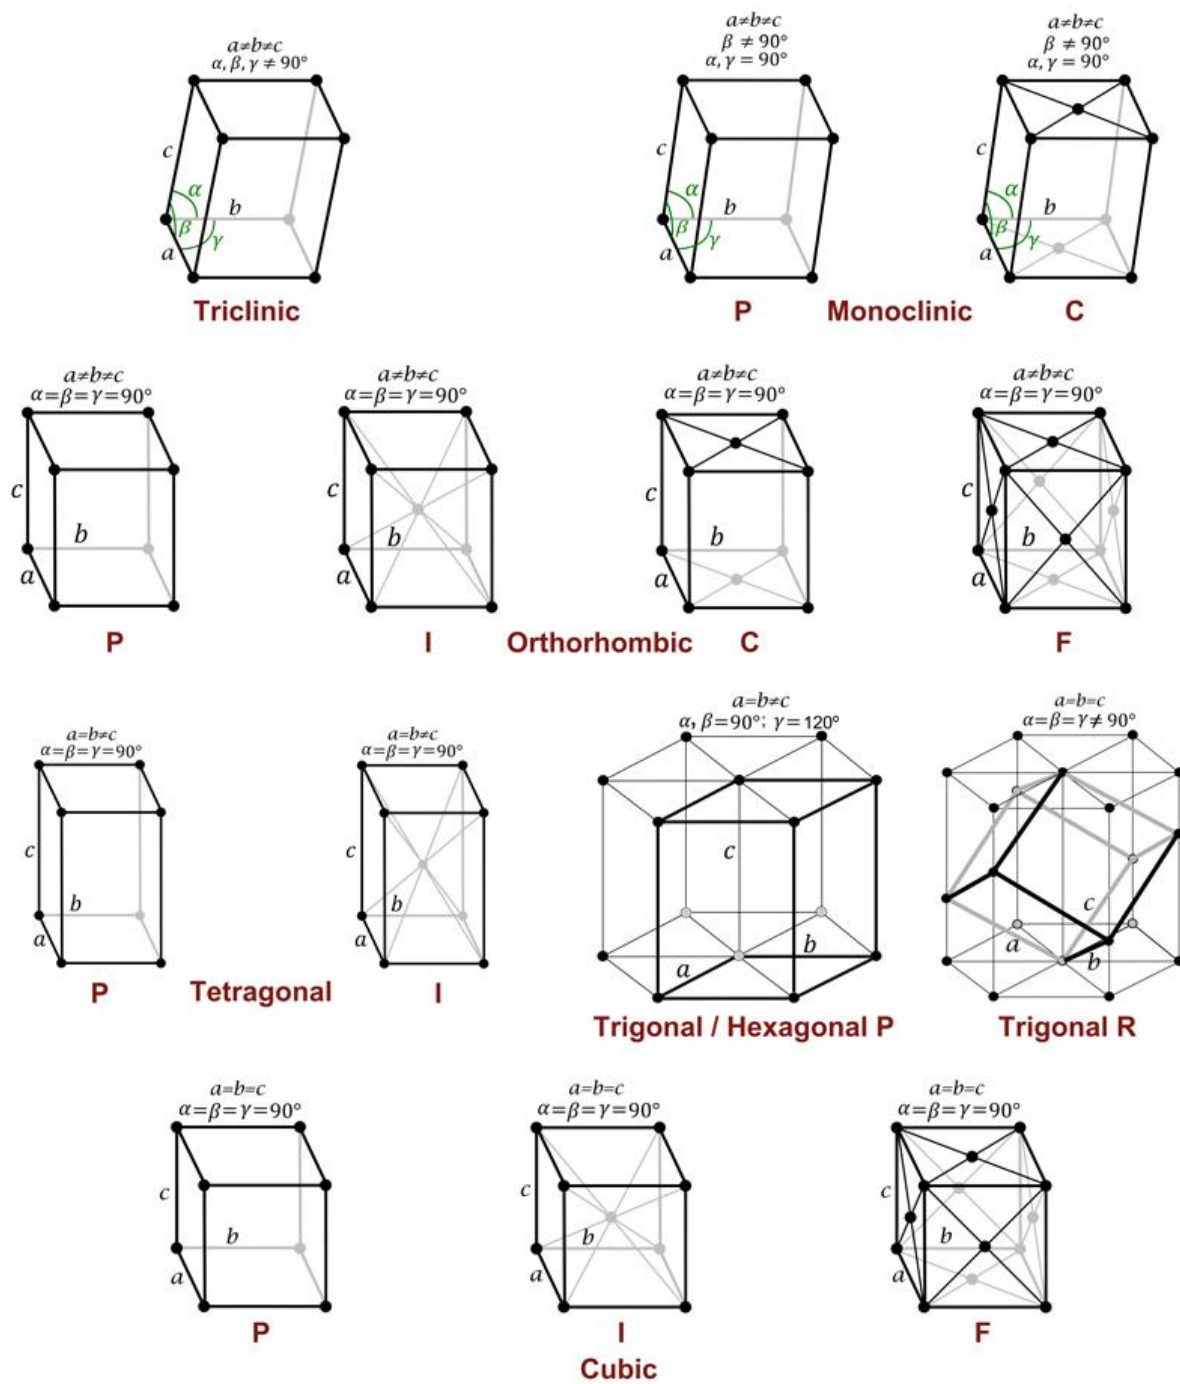 a≠b≠c
α, β, γ ≠ 90°
c
α
b
β
γ
a
Triclinic
a≠b≠c
β ≠ 90°
α, γ = 90°
c
α
b
β
γ
a
P
Monoclinic
a≠b≠c
β ≠ 90°
α, γ = 90°
c
α
b
β
γ
a
C
a≠b≠c
α=β=γ=90°
c
b
a
P
a≠b≠c
α=β=γ=90°
c
b
a
I
Orthorhombic
a≠b≠c
α=β=γ=90°
c
b
a
C
a≠b≠c
α=β=γ=90°
c
b
a
F
a=b≠c
α=β=γ=90°
c
b
a
P
Tetragonal
a=b≠c
α=β=γ=90°
c
b
a
I
a=b≠c
α, β=90°; γ=120°
c
b
a
Trigonal / Hexagonal P
a=b=c
α=β=γ≠ 90°
c
a
b
Trigonal R
a=b=c
α=β=γ=90°
c
b
a
P
a=b=c
α=β=γ=90°
c
b
a
I
a=b=c
α=β=γ=90°
c
b
a
F
Cubic